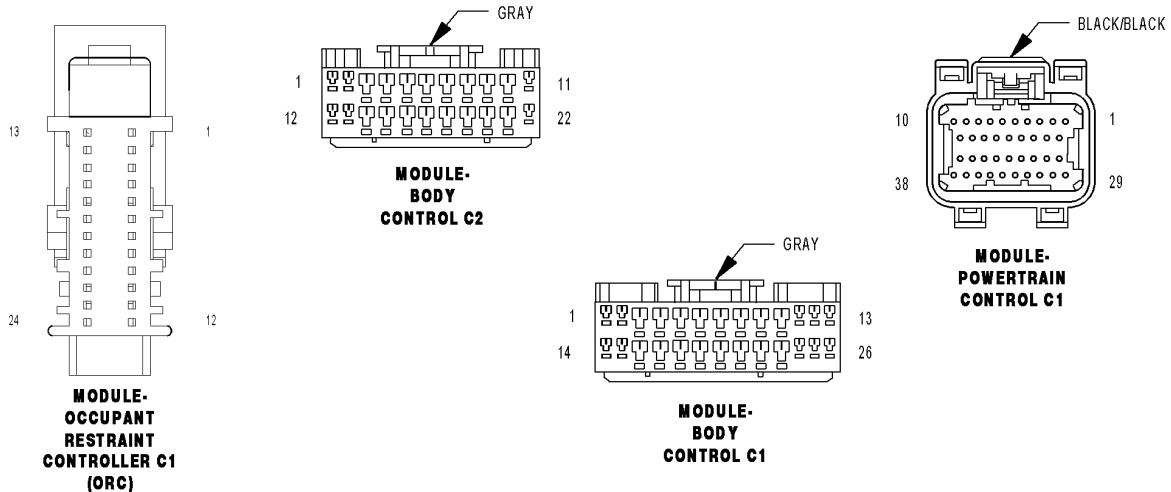 GRAY
1
11
12
22
MODULE-
BODY
CONTROL C2
BLACK/BLACK
10
1
38
29
MODULE-
POWERTRAIN
CONTROL C1
13
1
24
12
MODULE-
OCCUPANT
RESTRAINT
CONTROLLER C1
(ORC)
GRAY
1
13
14
26
MODULE-
BODY
CONTROL C1